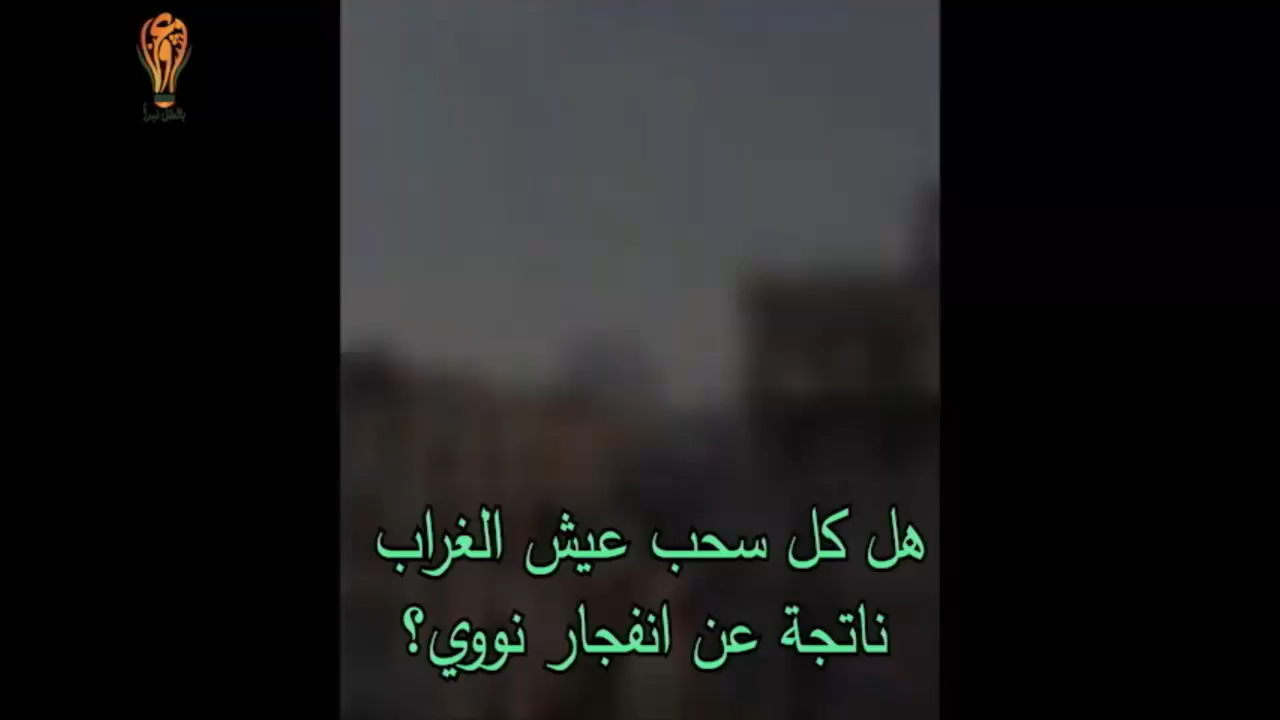 هل كل سحب عيش الغراب
ناتجة عن انفجار نووي؟